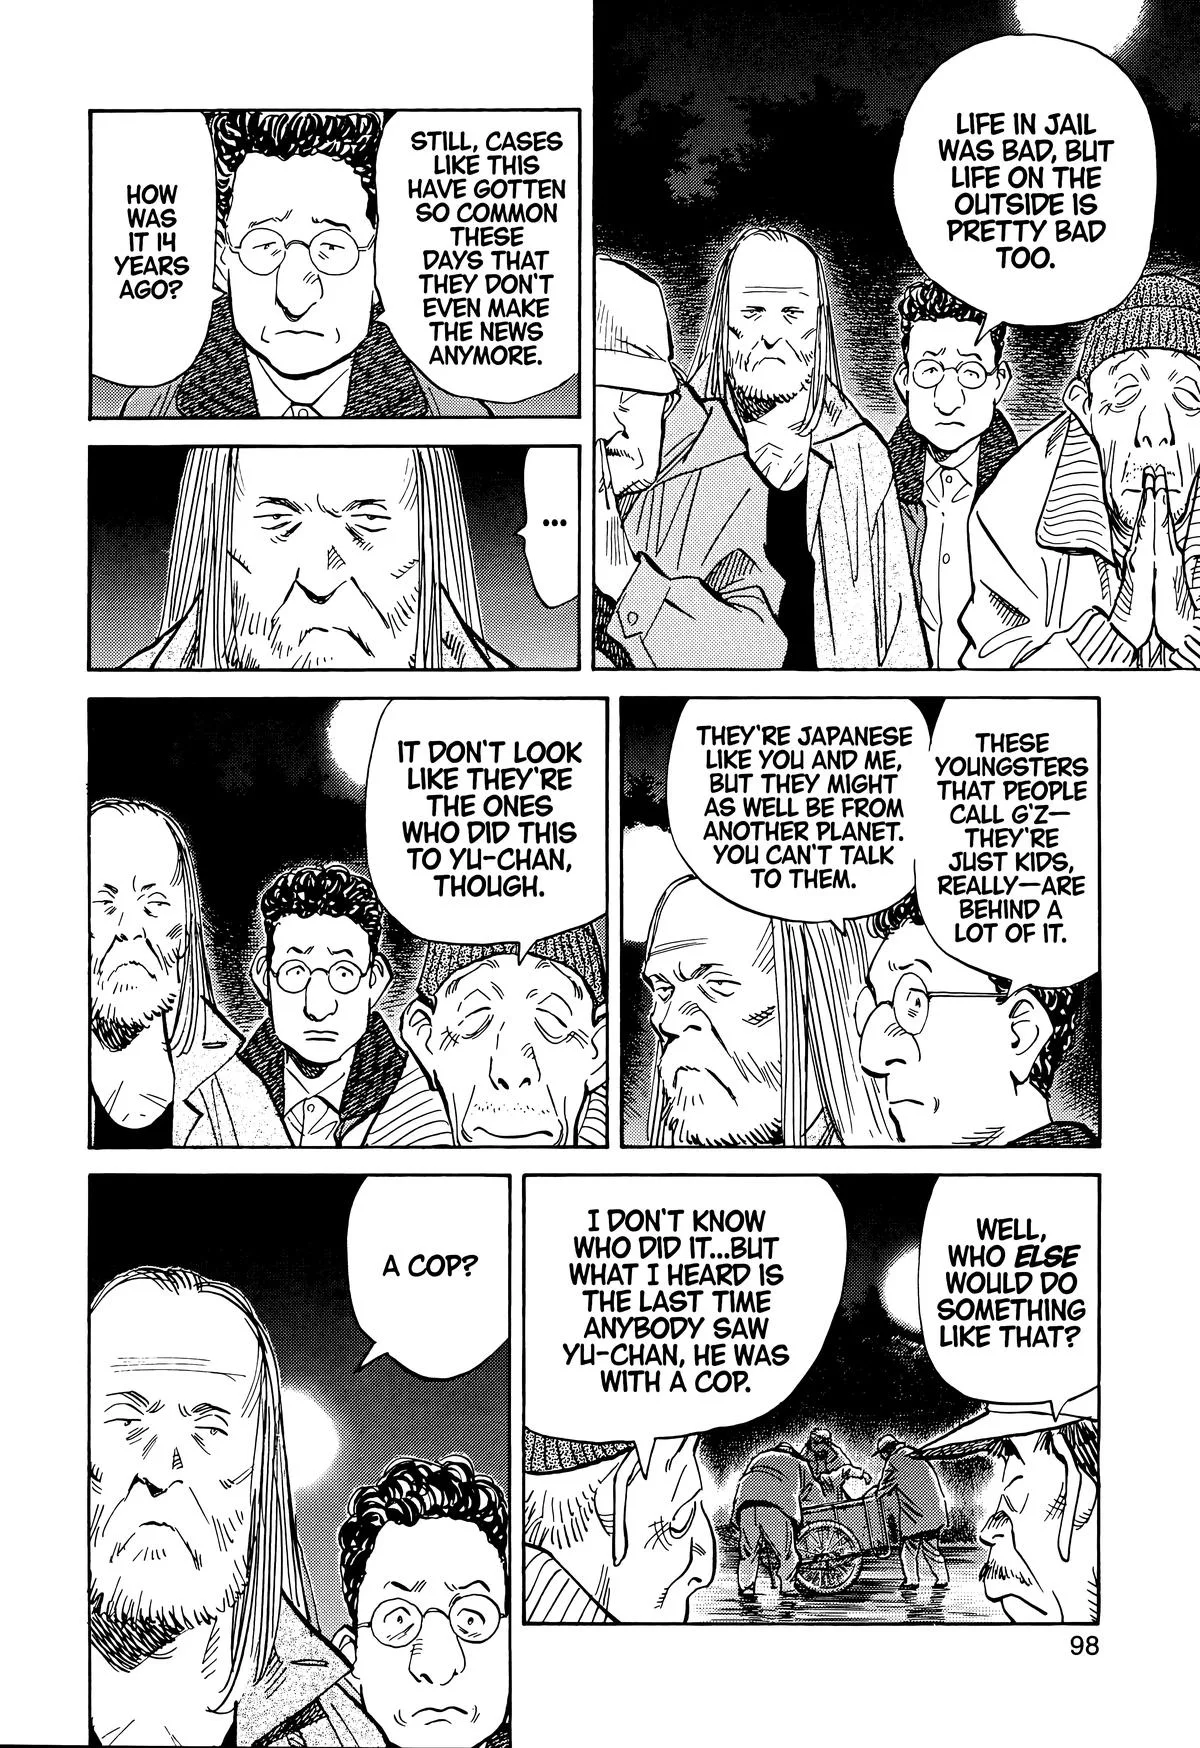 LIFE IN JAIL
WAS BAD, BUT
LIFE ON THE
OUTSIDE IS
PRETTY BAD
TOO.
STILL, CASES
LIKE THIS
HAVE GOTTEN
SO COMMON
THESE
DAYS THAT
THEY DON'T
EVEN MAKE
THE NEWS
ANYMORE.
HOW
WAS
IT 14
YEARS
AGO?
...
THESE
YOUNGSTERS
THAT PEOPLE
CALL G'Z—
THEY'RE
JUST KIDS,
REALLY—ARE
BEHIND A
LOT OF IT.
THEY'RE JAPANESE
LIKE YOU AND ME,
BUT THEY MIGHT
AS WELL BE FROM
ANOTHER PLANET.
YOU CAN'T TALK
TO THEM.
IT DON'T LOOK
LIKE THEY'RE
THE ONES
WHO DID THIS
TO YU-CHAN,
THOUGH.
WELL,
WHO ELSE
WOULD DO
SOMETHING
LIKE THAT?
I DON'T KNOW
WHO DID IT...BUT
WHAT I HEARD IS
THE LAST TIME
ANYBODY SAW
YU-CHAN, HE WAS
WITH A COP.
A COP?
98